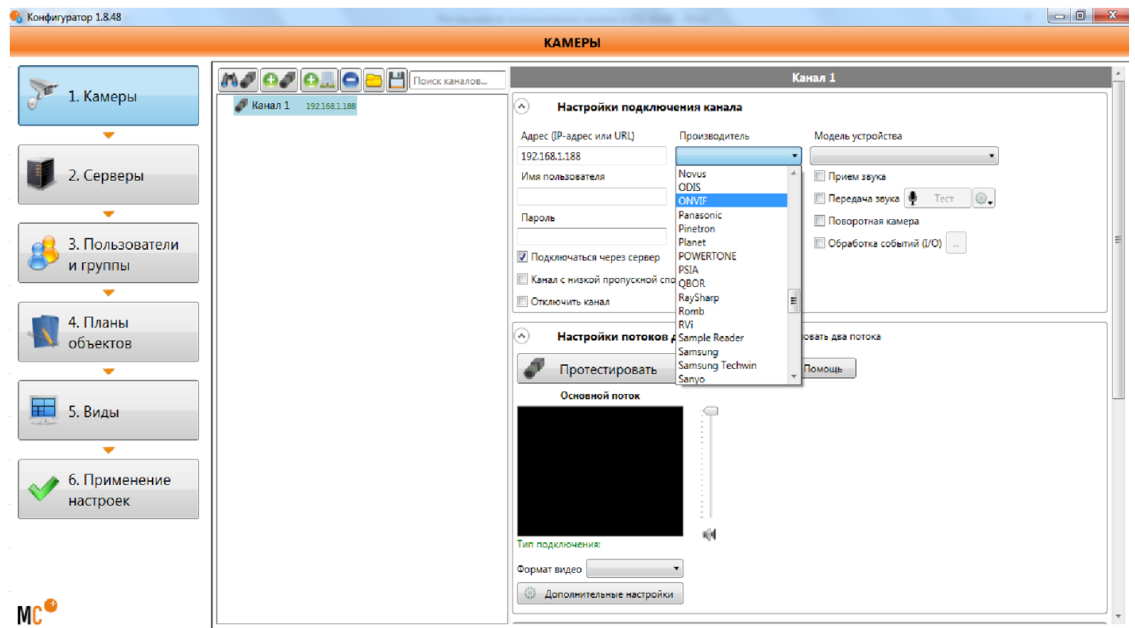 Конфигуратор 1.8.48
КАМЕРЫ
1. Камеры
2. Серверы
3. Пользователи
и группы
4. Планы
объектов
5. Виды
6. Применение
настроек
MC
Поиск каналов...
Канал 1 192.168.1.188
Канал 1
Настройки подключения канала
Адрес (IP-адрес или URL) Производитель Модель устройства
192.168.1.188
Имя пользователя
Пароль
Подключаться через сервер
Канал с низкой пропускной спо
Отключить канал
Novus
ODIS
ONVIF
Panasonic
Pinetron
Planet
POWERTONE
PSIA
QBOR
RaySharp
Romb
RVi
Sample Reader
Samsung
Samsung Techwin
Sanyo
Прием звука
Передача звука Тест
Поворотная камера
Обработка событий (I/O) ...
Настройки потоков д овать два потока
Протестировать Помощь
Основной поток
Тип подключения:
Формат видео
Дополнительные настройки